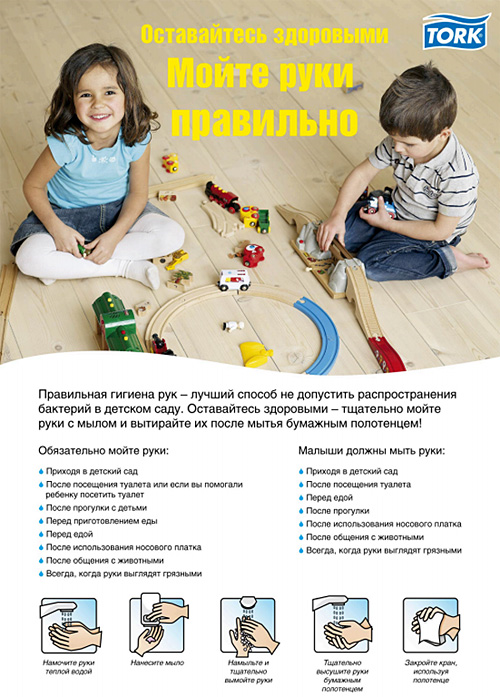 Оставайтесь здоровыми
TORK
Мойте руки
правильно
Правильная гигиена рук – лучший способ не допустить распространения
бактерий в детском саду. Оставайтесь здоровыми – тщательно мойте
руки с мылом и вытирайте их после мытья бумажным полотенцем!
Обязательно мойте руки:
Приходя в детский сад
После посещения туалета или если вы помогали
ребенку посетить туалет
После прогулки с детьми
Перед приготовлением еды
Перед едой
После использования носового платка
После общения с животными
Всегда, когда руки выглядят грязными
Малыши должны мыть руки:
Приходя в детский сад
После посещения туалета
Перед едой
После прогулки
После использования носового платка
После общения с животными
Всегда, когда руки выглядят грязными
Намочите руки
теплой водой
Нанесите мыло
Намыльте и
тщательно
вымойте руки
Тщательно
высушите руки
бумажным
полотенцем
Закройте кран,
используя
полотенце